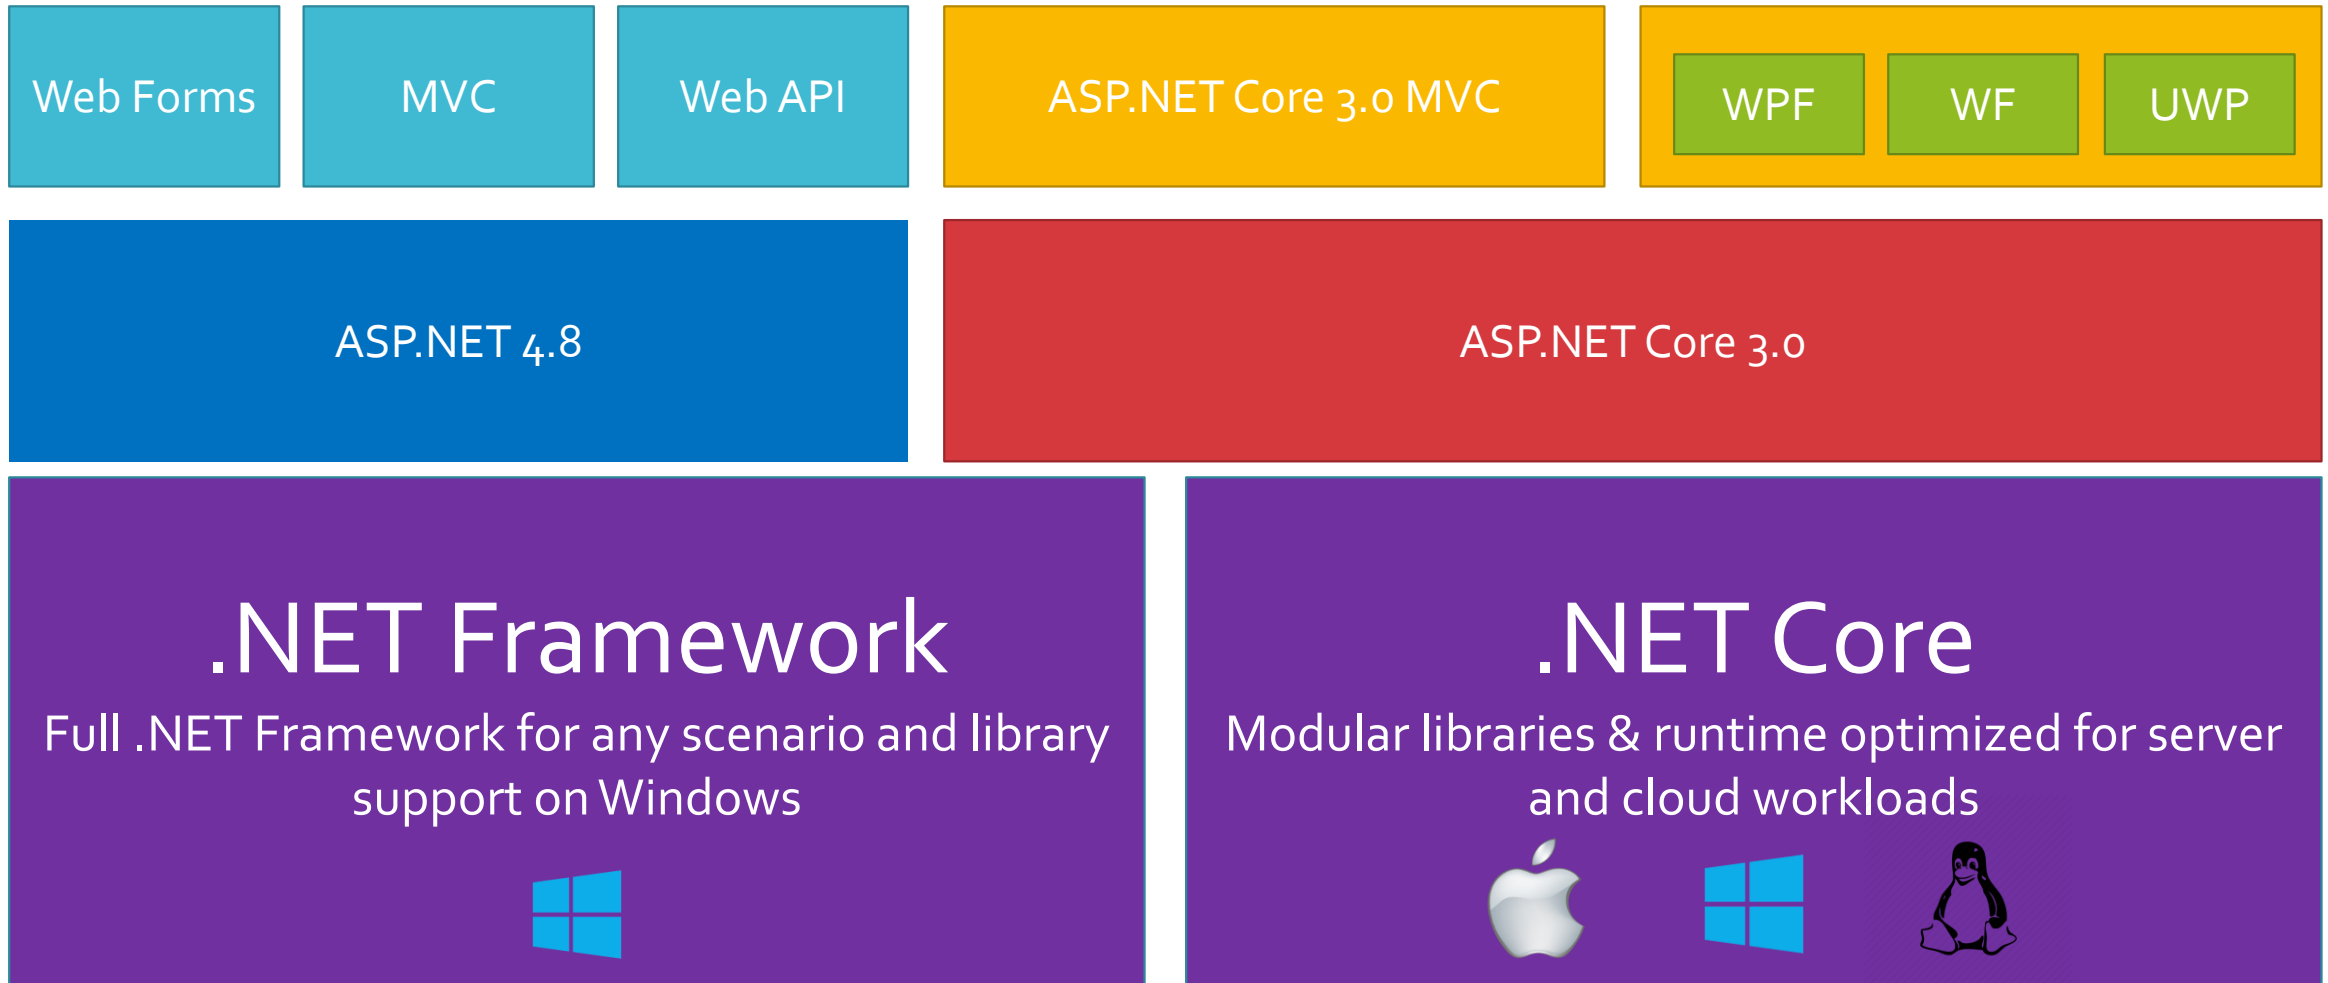 Web Forms
MVC
Web API
ASP.NET Core 3.0 MVC
WPF
WF
UWP
ASP.NET 4.8
ASP.NET Core 3.0
.NET Framework
Full .NET Framework for any scenario and library
support on Windows
.NET Core
Modular libraries & runtime optimized for server
and cloud workloads